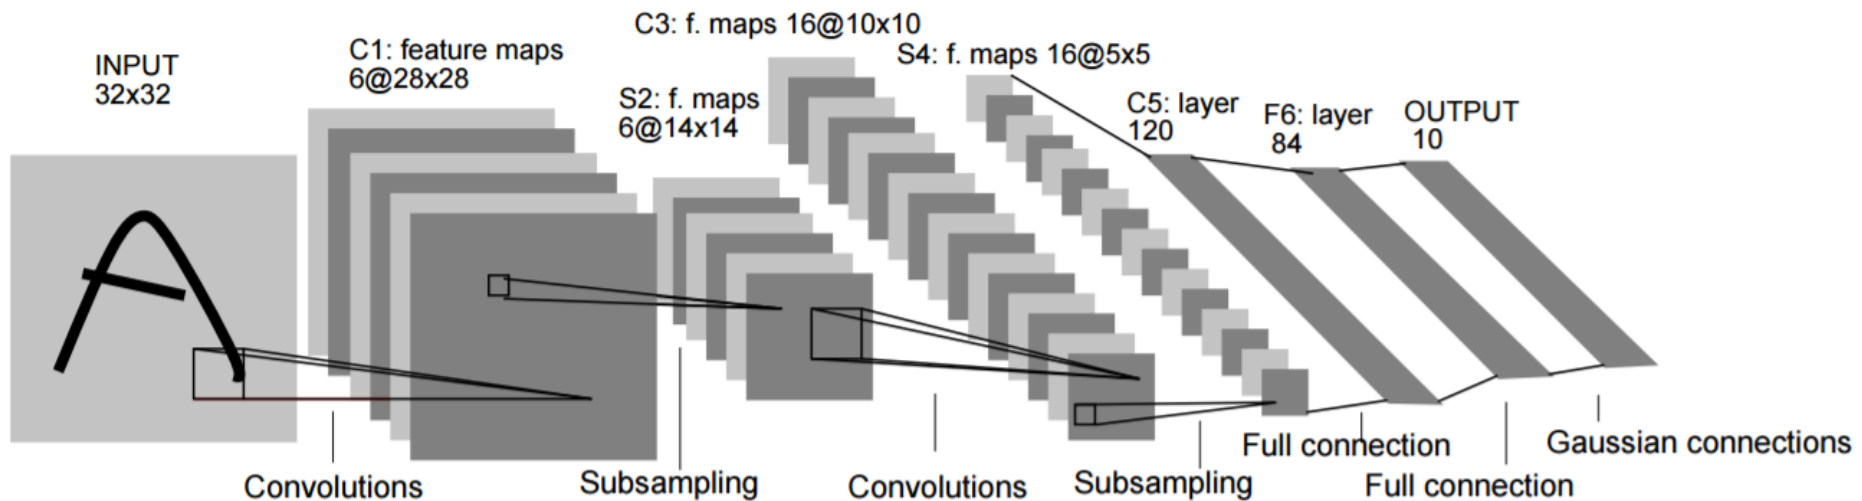 INPUT
32x32
C1: feature maps
6@28x28
S2: f. maps
6@14x14
C3: f. maps 16@10x10
S4: f. maps 16@5x5
C5: layer
120
F6: layer
84
OUTPUT
10
Convolutions
Subsampling
Convolutions
Subsampling
Full connection
Full connection
Gaussian connections